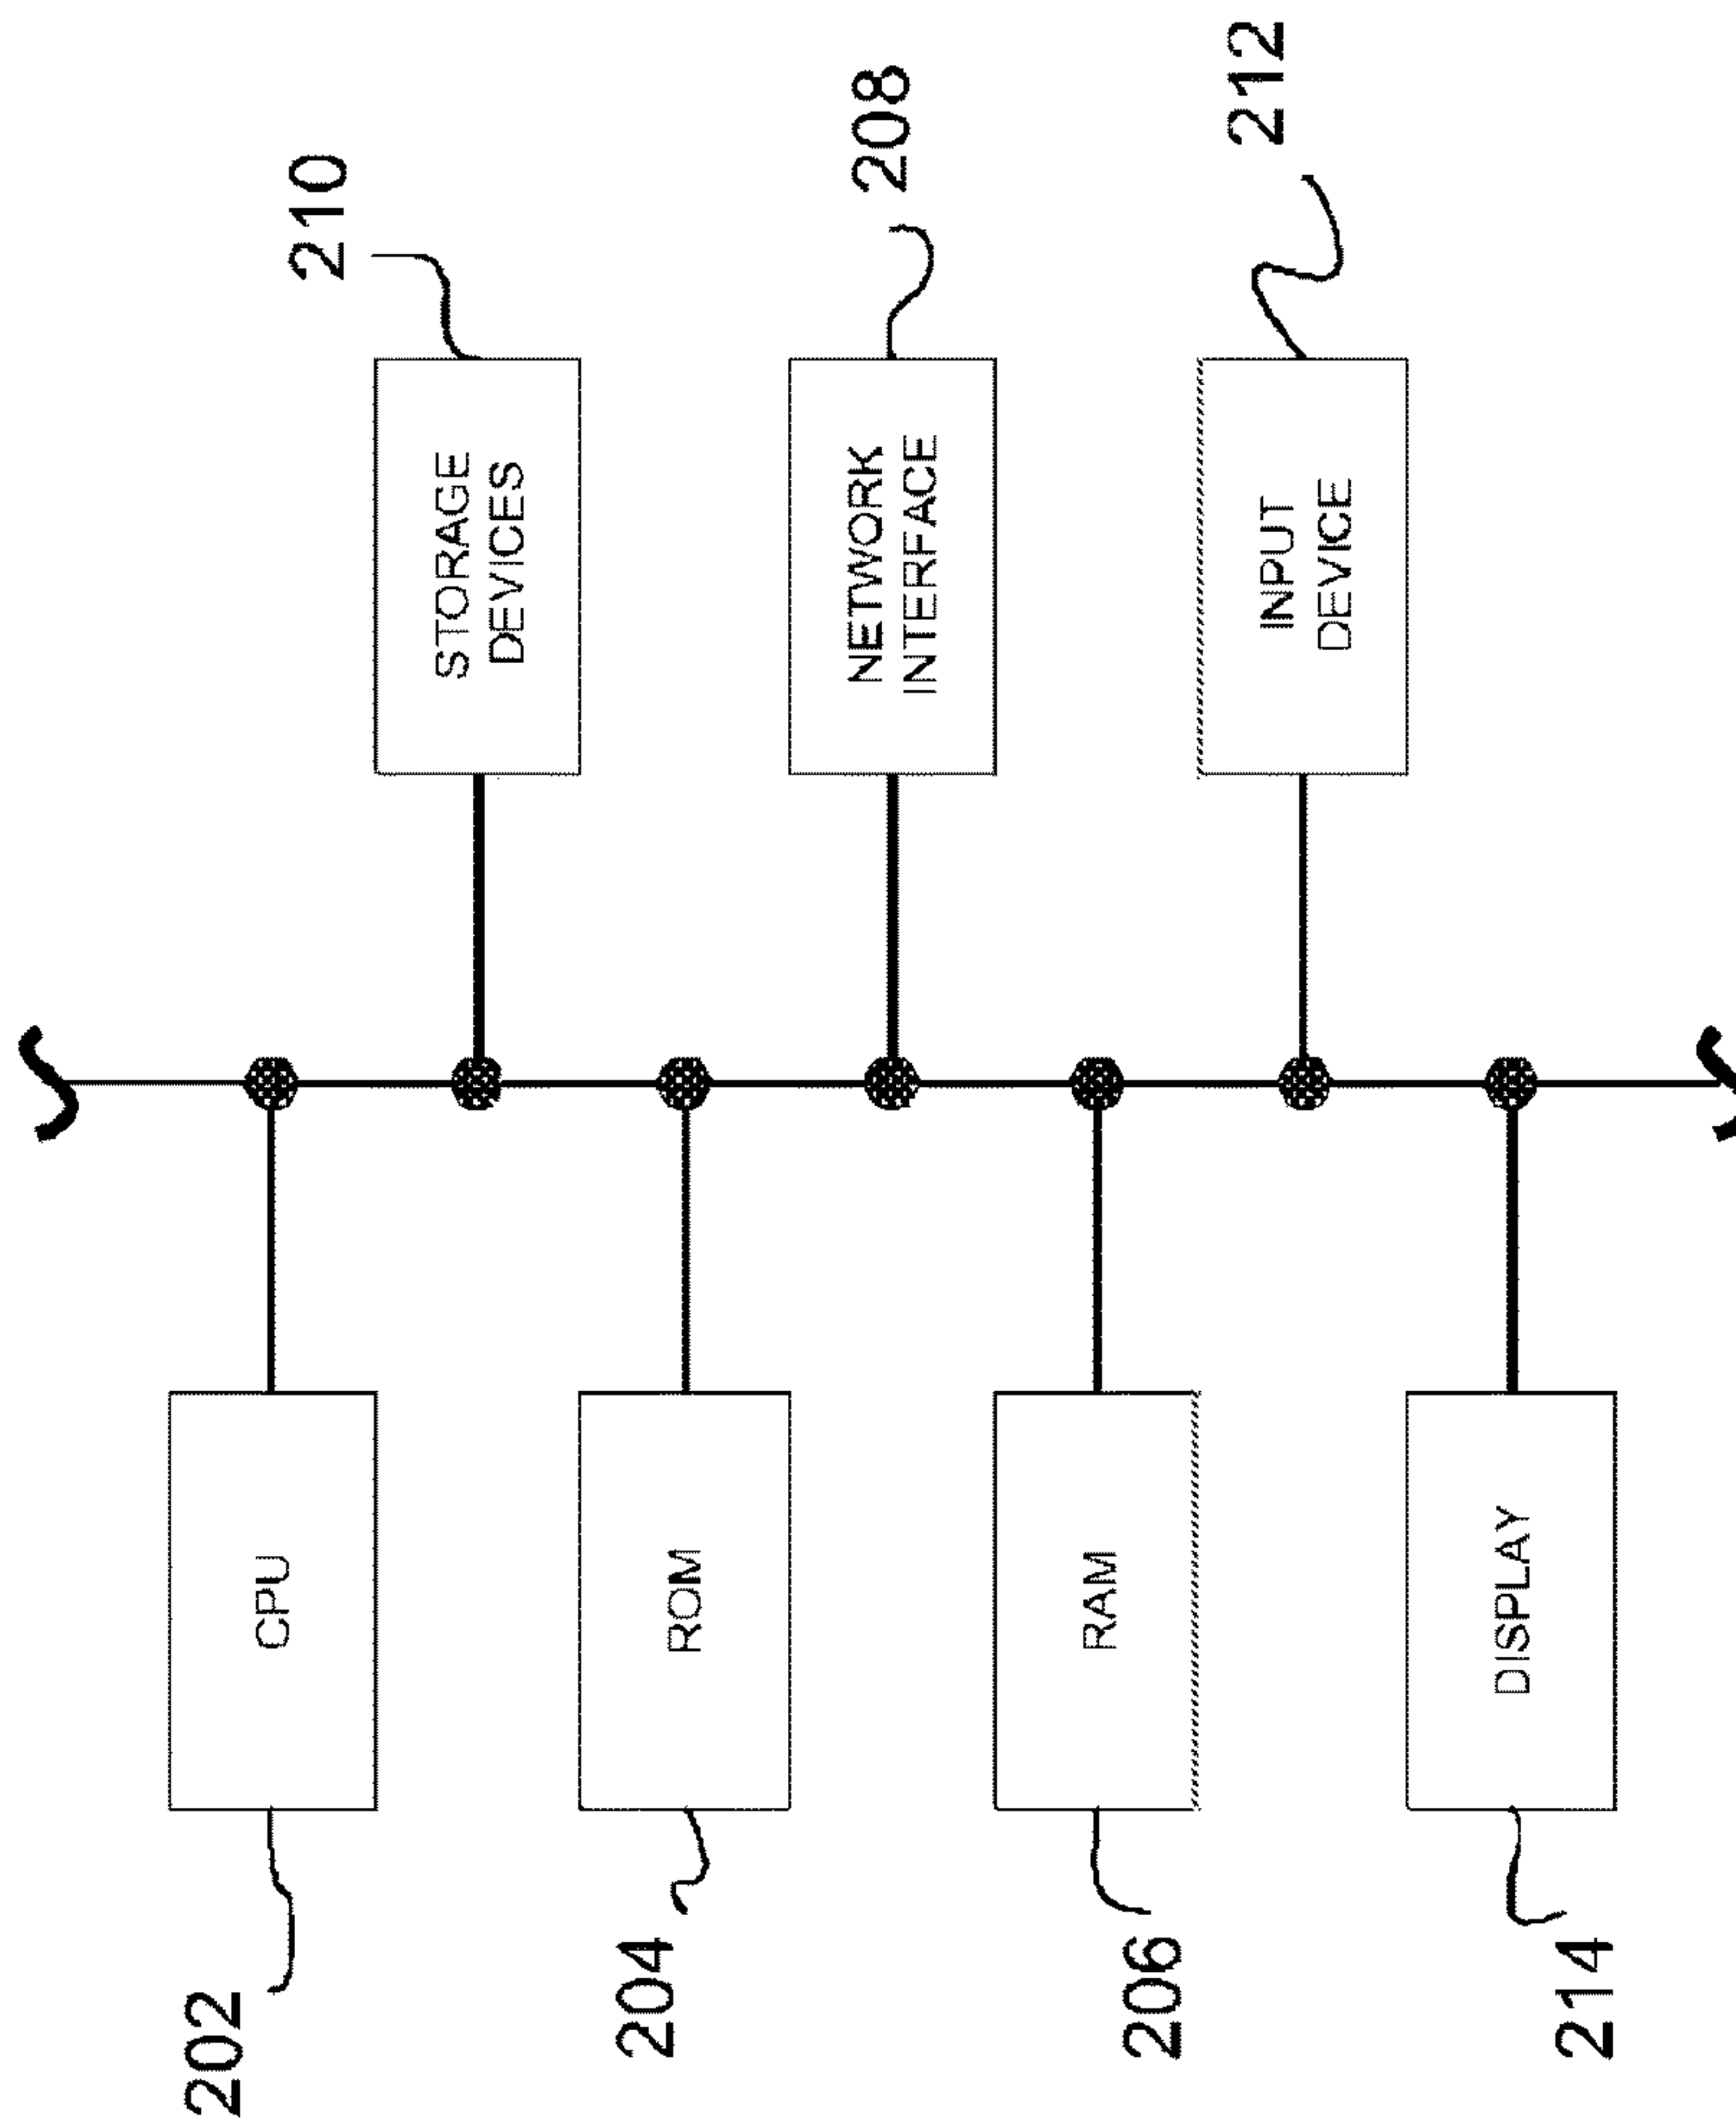 210
208
212
STORAGE
DEVICES
NETWORK
INTERFACE
INPUT
DEVICE
CPU
ROM
RAM
DISPLAY
202
204
206
214